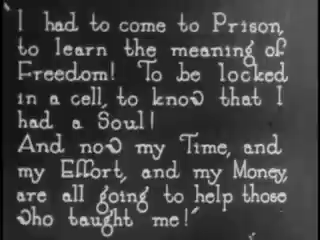 "I had to come to Prison,
to learn the meaning of
Freedom! To be locked
in a cell, to know that I
had a Soul!
And now my Time, and
my Effort, and my Money,
are all going to help those
who taught me!"